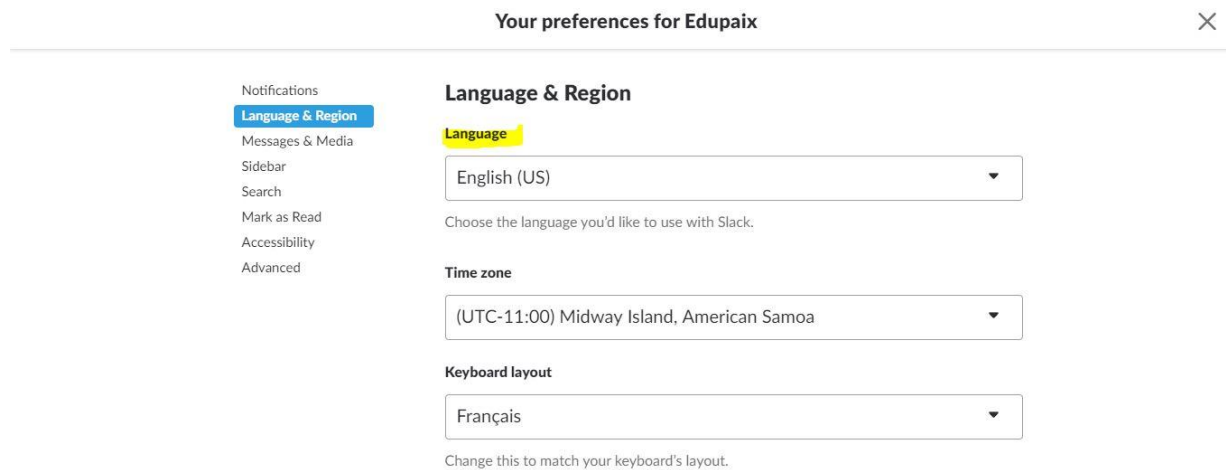 Your preferences for Edupaix
Notifications
Language & Region
Messages & Media
Sidebar
Search
Mark as Read
Accessibility
Advanced
Language & Region
Language
English (US)
Choose the language you'd like to use with Slack.
Time zone
(UTC-11:00) Midway Island, American Samoa
Keyboard layout
Français
Change this to match your keyboard's layout.